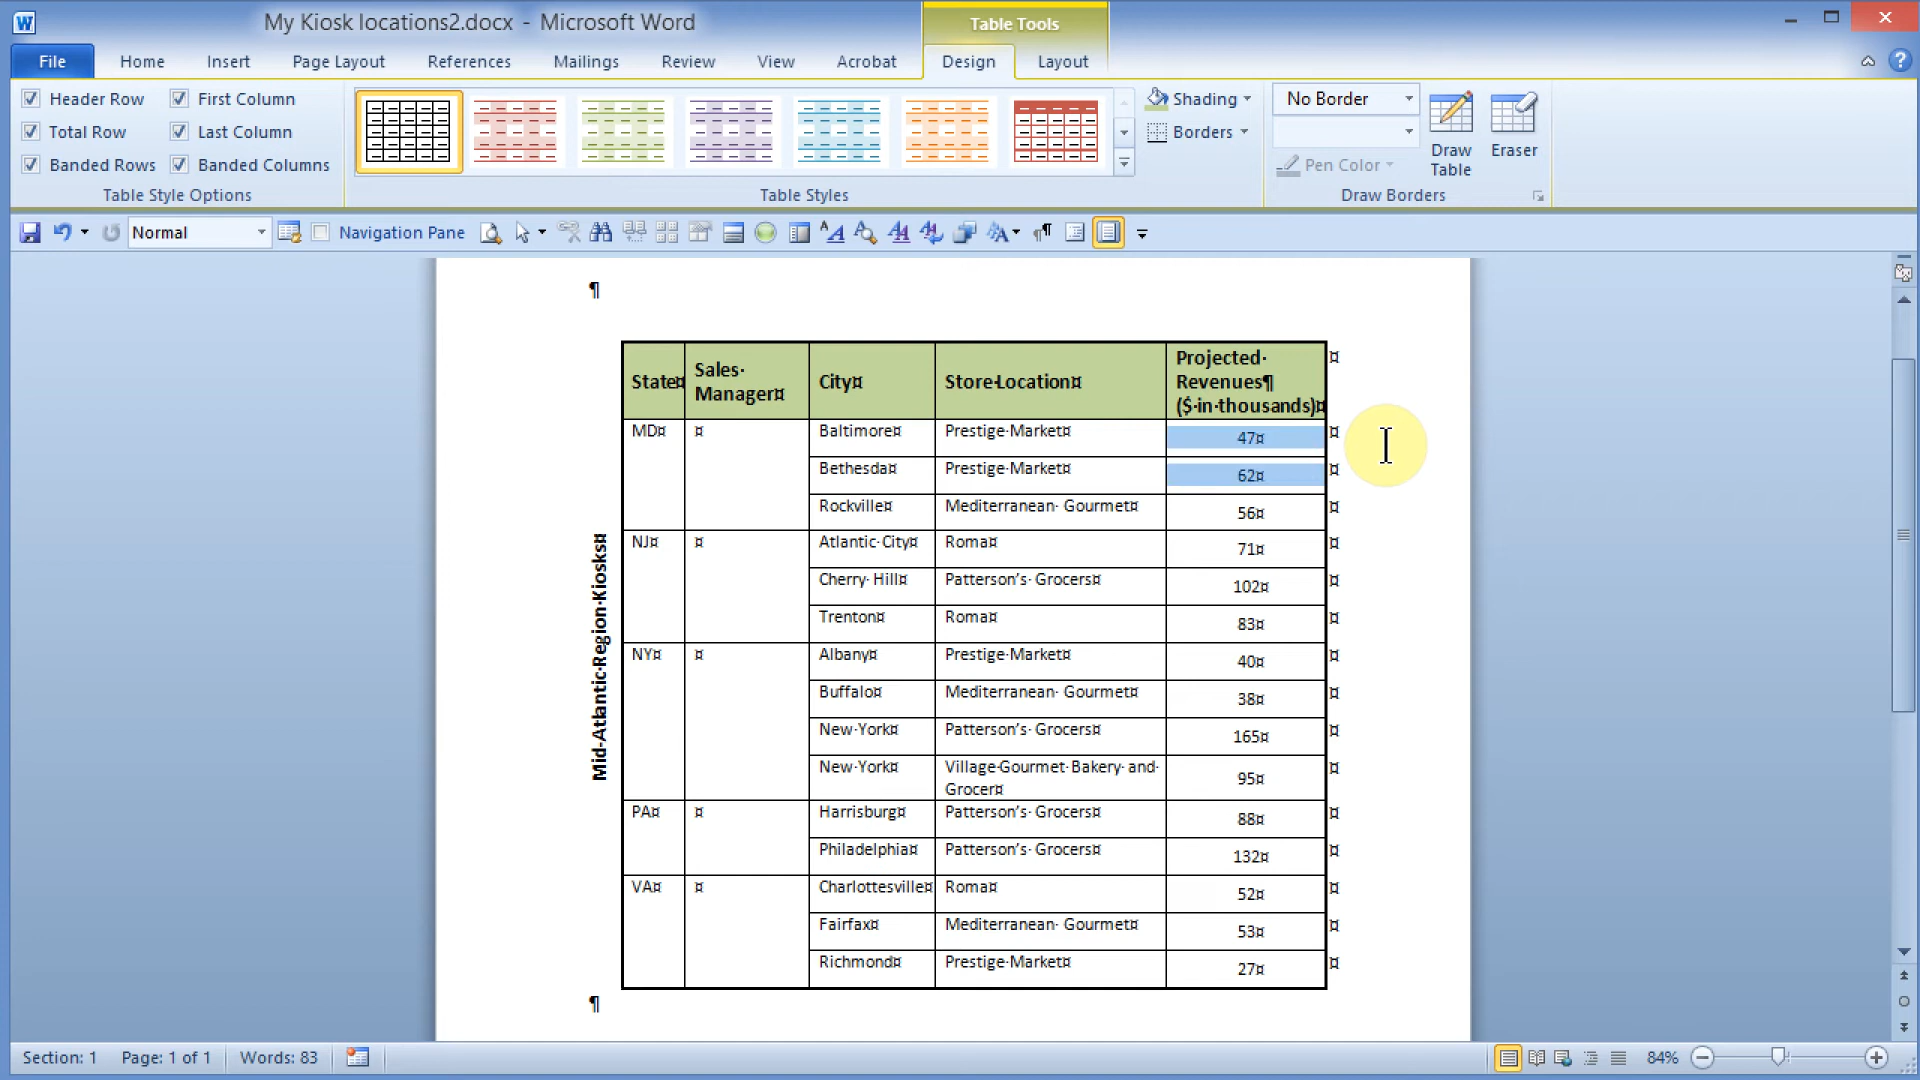 My Kiosk locations2.docx - Microsoft Word
Table Tools
File Home Insert Page Layout References Mailings Review View Acrobat Design Layout
Header Row First Column
Total Row Last Column
Banded Rows Banded Columns
Table Style Options
Table Styles
Shading
Borders
No Border
Pen Color
Draw Table
Eraser
Draw Borders
Normal
Navigation Pane
¶
State¤ Sales· Manager¤ City¤ Store·Location¤ Projected· Revenues¶ ($·in·thousands)¤ ¤
MD¤ ¤ Baltimore¤ Prestige·Market¤ 47¤ ¤
Bethesda¤ Prestige·Market¤ 62¤ ¤
Rockville¤ Mediterranean· Gourmet¤ 56¤ ¤
NJ¤ ¤ Atlantic·City¤ Roma¤ 71¤ ¤
Cherry· Hill¤ Patterson's· Grocers¤ 102¤ ¤
Trenton¤ Roma¤ 83¤ ¤
NY¤ ¤ Albany¤ Prestige·Market¤ 40¤ ¤
Buffalo¤ Mediterranean· Gourmet¤ 38¤ ¤
New·York¤ Patterson's· Grocers¤ 165¤ ¤
New·York¤ Village·Gourmet· Bakery· and· Grocer¤ 95¤ ¤
PA¤ ¤ Harrisburg¤ Patterson's· Grocers¤ 88¤ ¤
Philadelphia¤ Patterson's· Grocers¤ 132¤ ¤
VA¤ ¤ Charlottesville¤ Roma¤ 52¤ ¤
Fairfax¤ Mediterranean· Gourmet¤ 53¤ ¤
Richmond¤ Prestige·Market¤ 27¤ ¤
Mid-Atlantic·Region·Kiosks¤
¶
Section: 1 Page: 1 of 1 Words: 83 84%